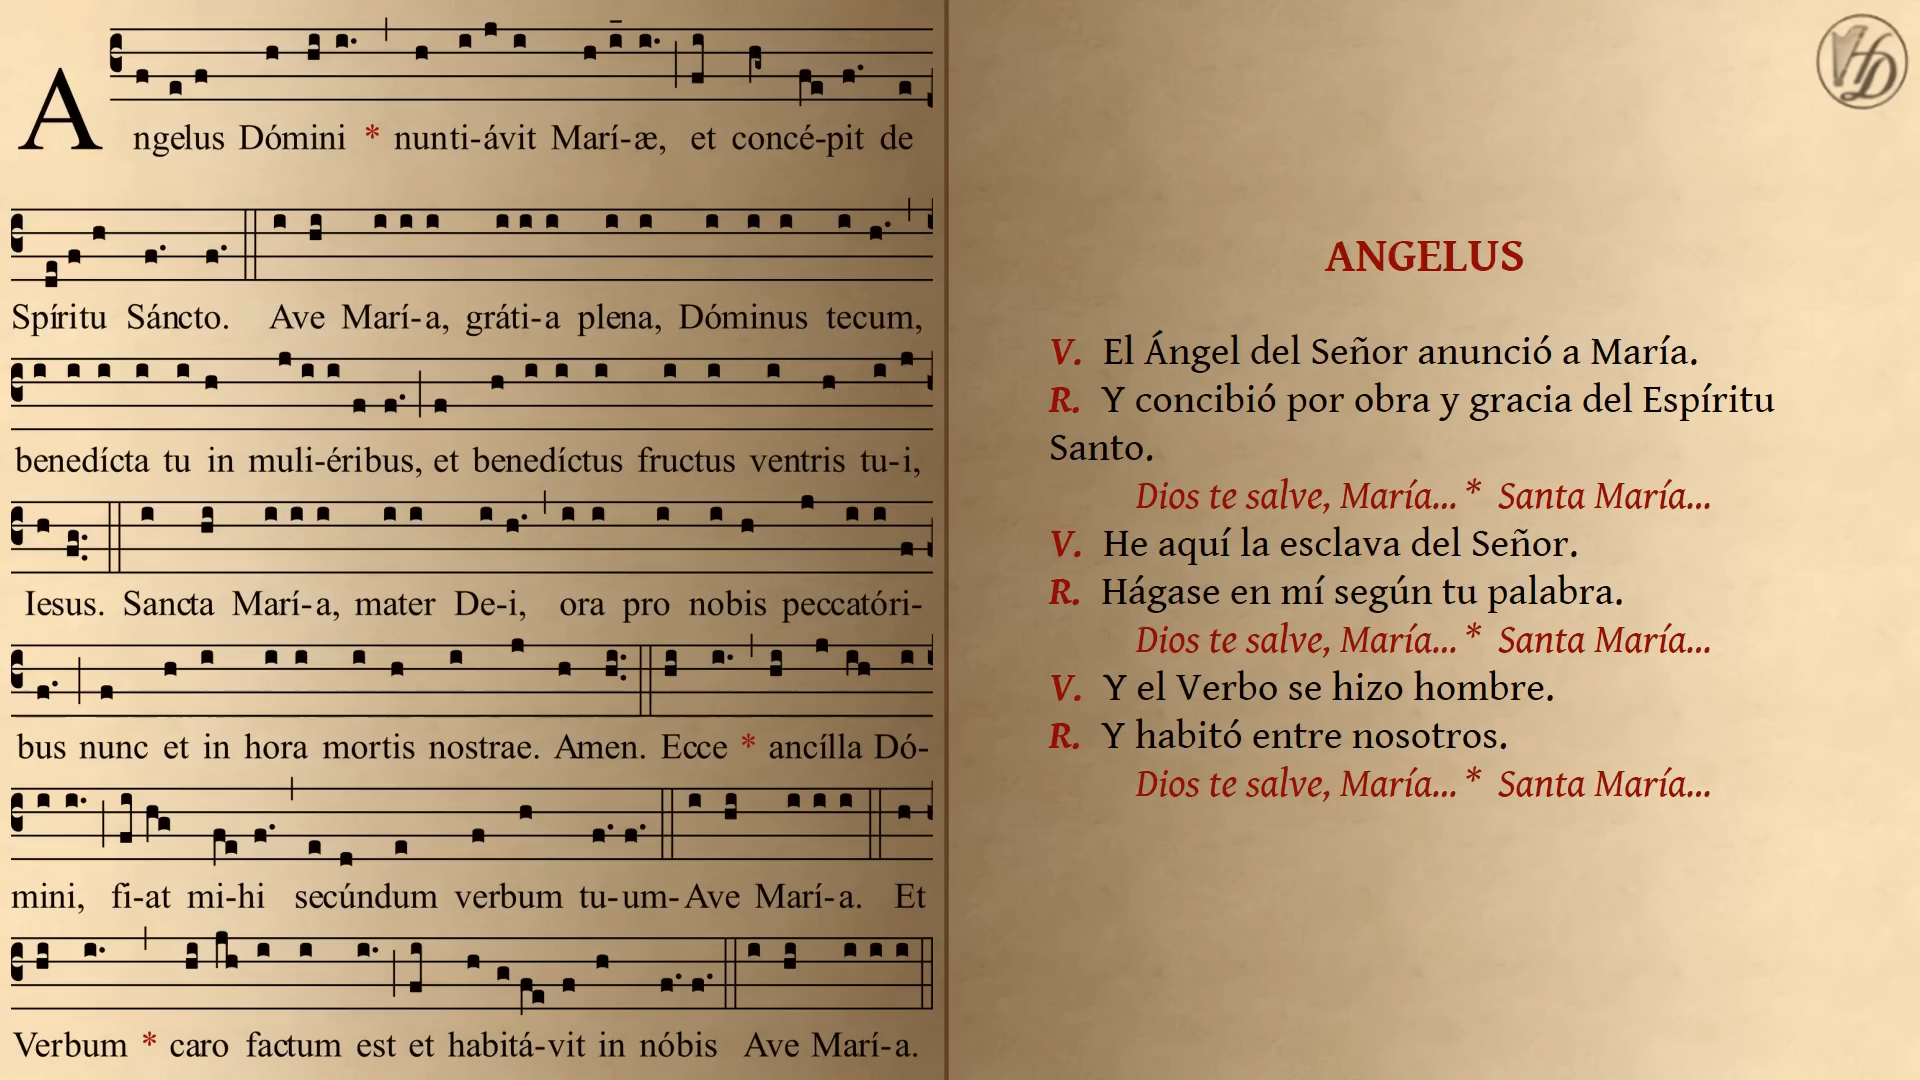 Angelus Dómini * nunti-ávit Marí-æ, et concé-pit de
Spíritu Sáncto. Ave Marí-a, gráti-a plena, Dóminus tecum,
benedícta tu in muli-éribus, et benedíctus fructus ventris tu-i,
Iesus. Sancta Marí-a, mater De-i, ora pro nobis peccatóri-
bus nunc et in hora mortis nostrae. Amen. Ecce * ancílla Dó-
mini, fi-at mi-hi secúndum verbum tu-um-Ave Marí-a. Et
Verbum * caro factum est et habitá-vit in nóbis Ave Marí-a.
HD
ANGELUS
V. El Ángel del Señor anunció a María.
R. Y concibió por obra y gracia del Espíritu
Santo.
Dios te salve, María... * Santa María...
V. He aquí la esclava del Señor.
R. Hágase en mí según tu palabra.
Dios te salve, María... * Santa María...
V. Y el Verbo se hizo hombre.
R. Y habitó entre nosotros.
Dios te salve, María... * Santa María...